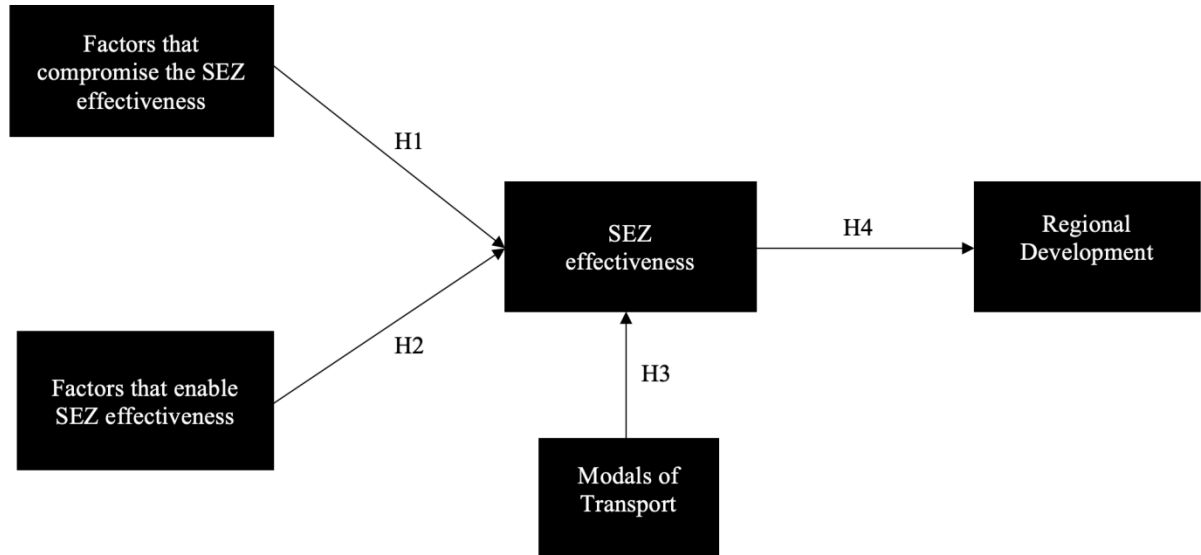 Factors that
compromise the SEZ
effectiveness
H1
SEZ
effectiveness
H4
Regional
Development
H2
Factors that enable
SEZ effectiveness
H3
Modals of
Transport